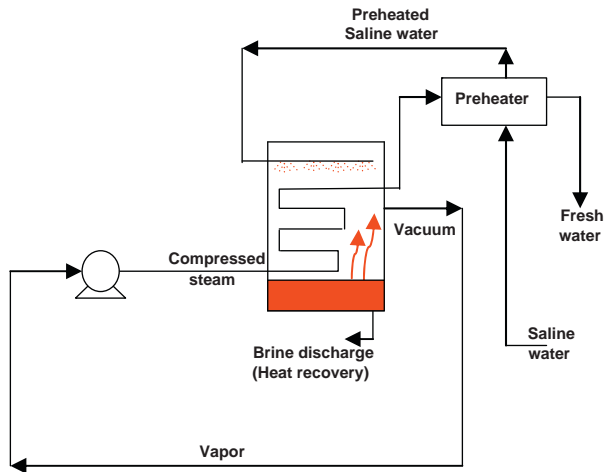 Preheated
Saline water
Preheater
Fresh
water
Vacuum
Compressed
steam
Saline
water
Brine discharge
(Heat recovery)
Vapor